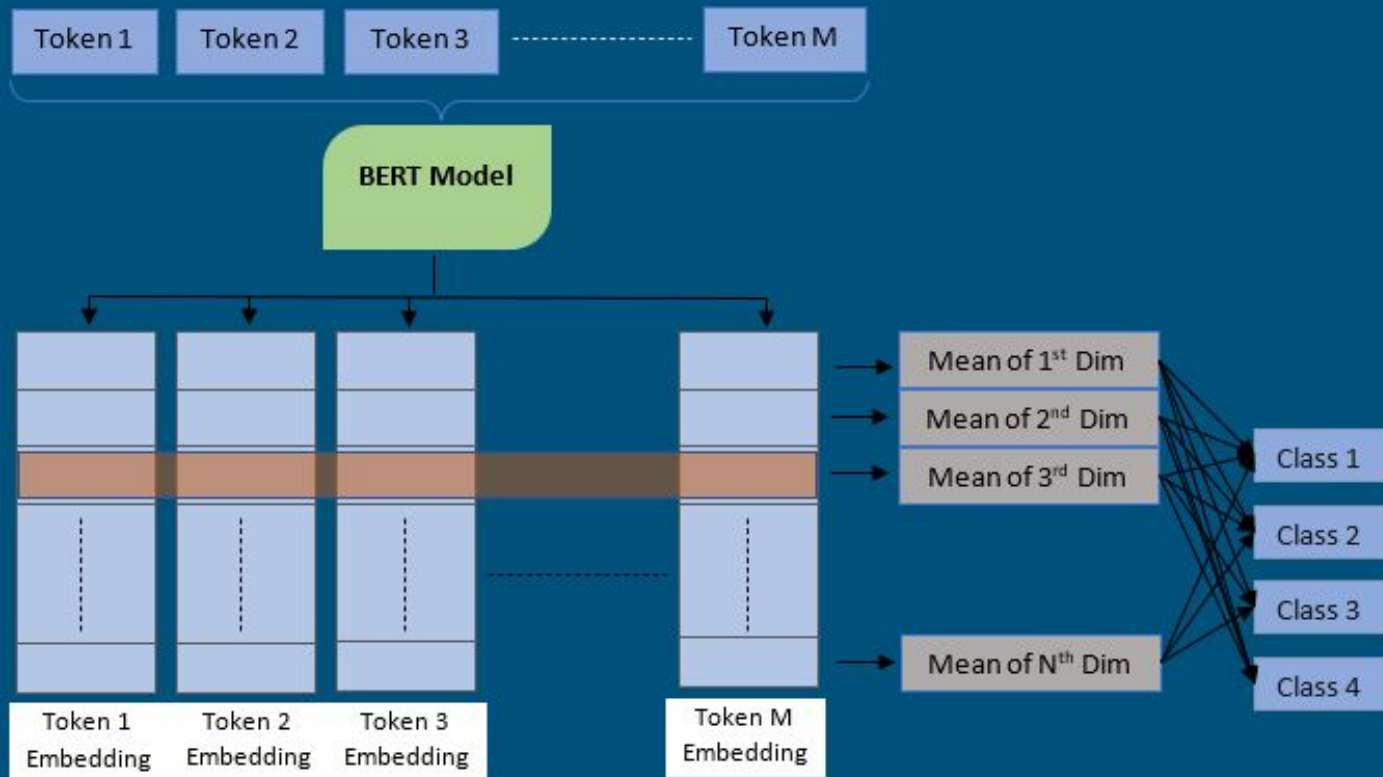 Token 1
Token 2
Token 3
Token M
BERT Model
Mean of 1st Dim
Mean of 2nd Dim
Mean of 3rd Dim
Mean of Nth Dim
Class 1
Class 2
Class 3
Class 4
Token 1
Embedding
Token 2
Embedding
Token 3
Embedding
Token M
Embedding